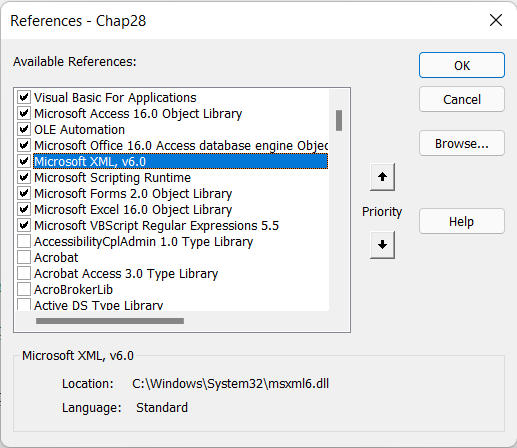 References - Chap28
Available References:
OK
Cancel
Browse...
Visual Basic For Applications
Microsoft Access 16.0 Object Library
OLE Automation
Microsoft Office 16.0 Access database engine Objec
Microsoft XML, v6.0
Microsoft Scripting Runtime
Microsoft Forms 2.0 Object Library
Microsoft Excel 16.0 Object Library
Microsoft VBScript Regular Expressions 5.5
AccessibilityCplAdmin 1.0 Type Library
Acrobat
Acrobat Access 3.0 Type Library
AcroBrokerLib
Active DS Type Library
Priority
Help
Microsoft XML, v6.0
Location: C:\Windows\System32\msxml6.dll
Language: Standard